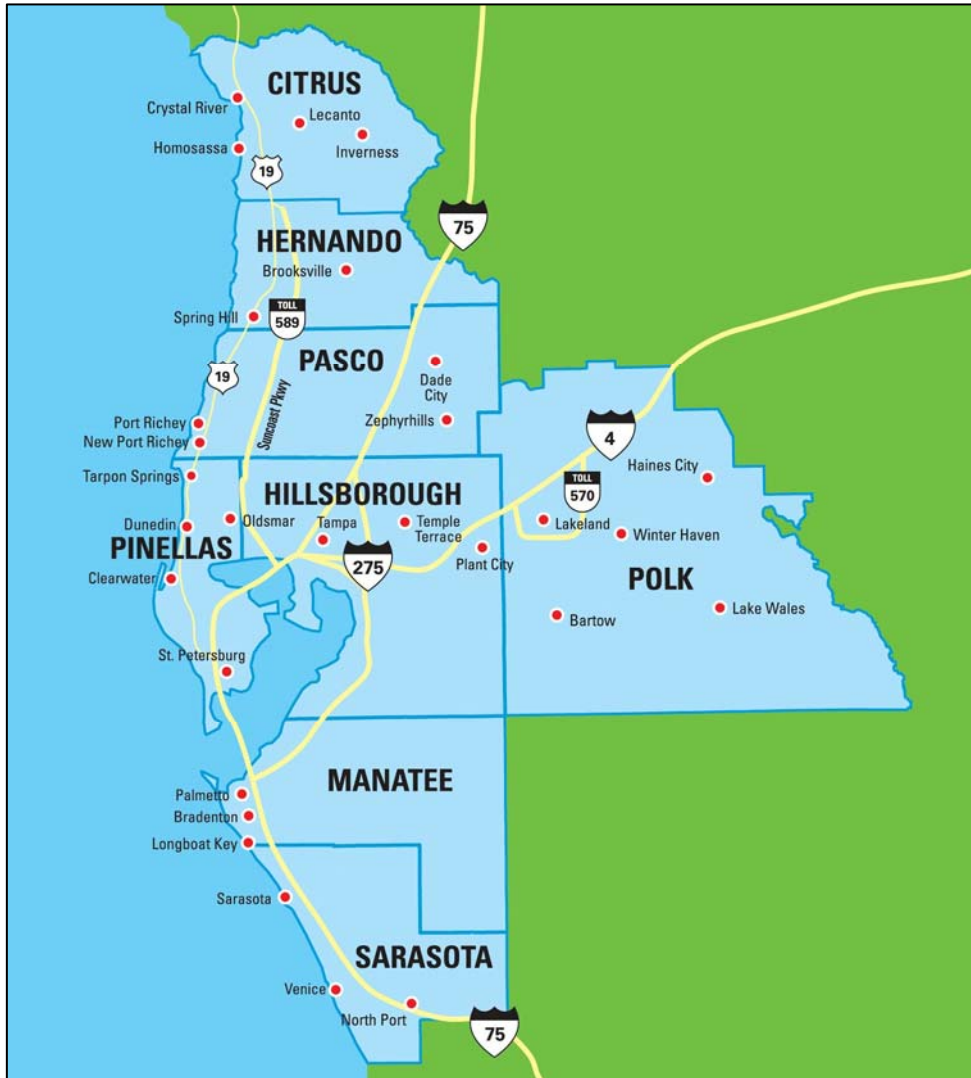 CITRUS
Crystal River
Lecanto
Homosassa
Inverness
19
75
HERNANDO
Brooksville
TOLL
589
Spring Hill
PASCO
19
Dade
City
Suncoast Pkwy
Port Richey
Zephyrhills
New Port Richey
4
Tarpon Springs
Haines City
HILLSBOROUGH
TOLL
570
Oldsmar
Tampa
Temple
Terrace
Lakeland
Dunedin
Winter Haven
PINELLAS
275
Plant City
Clearwater
POLK
Lake Wales
Bartow
St. Petersburg
MANATEE
Palmetto
Bradenton
Longboat Key
Sarasota
SARASOTA
Venice
North Port
75